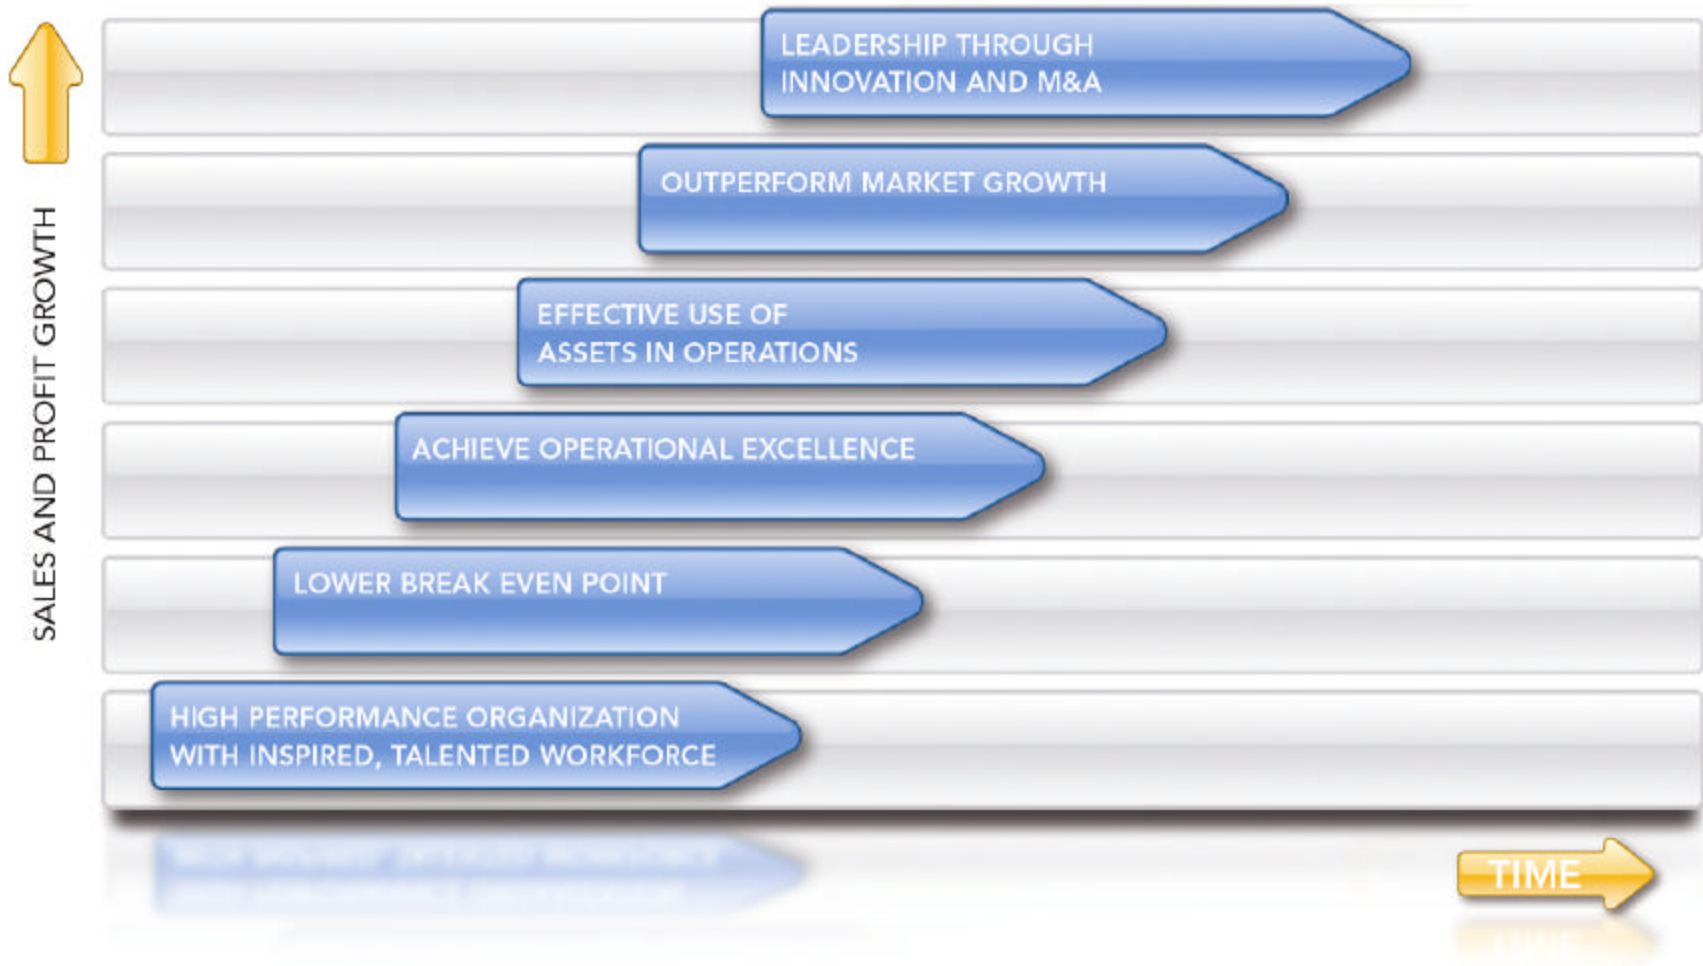 LEADERSHIP THROUGH
INNOVATION AND M&A
OUTPERFORM MARKET GROWTH
EFFECTIVE USE OF
ASSETS IN OPERATIONS
ACHIEVE OPERATIONAL EXCELLENCE
LOWER BREAK EVEN POINT
HIGH PERFORMANCE ORGANIZATION
WITH INSPIRED, TALENTED WORKFORCE
SALES AND PROFIT GROWTH
TIME